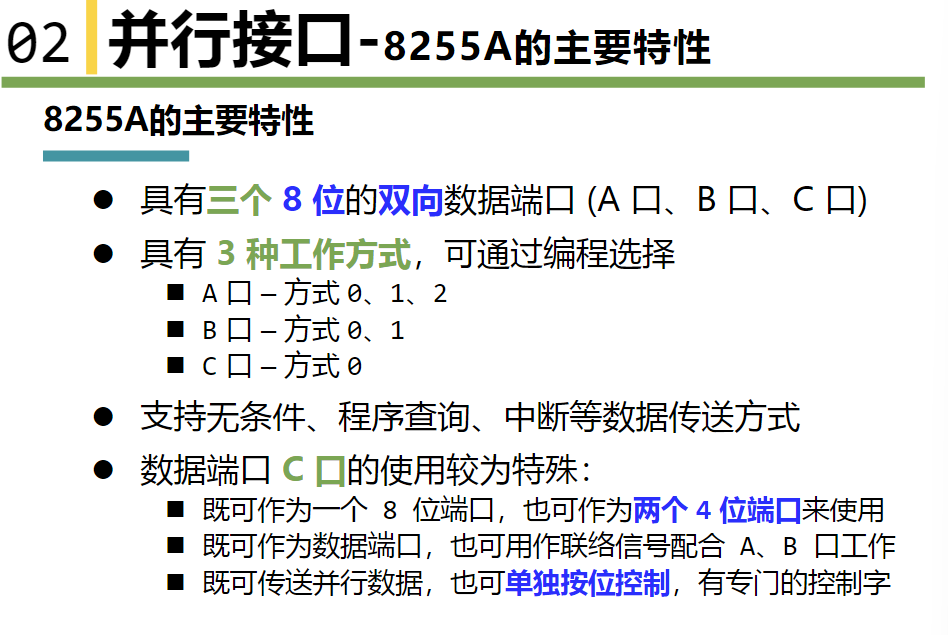 02 并行接口-8255A的主要特性
8255A的主要特性
● 具有三个 8 位的双向数据端口 (A 口、B 口、C 口)
● 具有 3 种工作方式，可通过编程选择
■ A 口 – 方式 0、1、2
■ B 口 – 方式 0、1
■ C 口 – 方式 0
● 支持无条件、程序查询、中断等数据传送方式
● 数据端口 C 口的使用较为特殊：
■ 既可作为一个 8 位端口，也可作为两个 4 位端口来使用
■ 既可作为数据端口，也可用作联络信号配合 A、B 口工作
■ 既可传送并行数据，也可单独按位控制，有专门的控制字